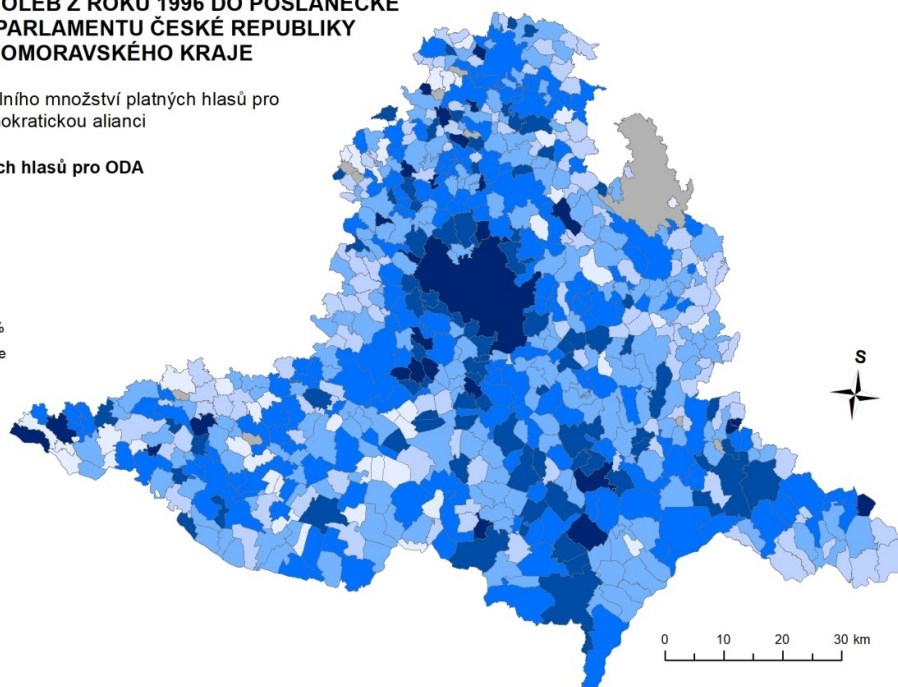 OLEB Z ROKU 1996 DO POSLANECKÉ
PARLAMENTU ČESKÉ REPUBLIKY
OMORAVSKÉHO KRAJE
lního množství platných hlasů pro
okratickou alianci
ch hlasů pro ODA
%
e
S
0 10 20 30 km